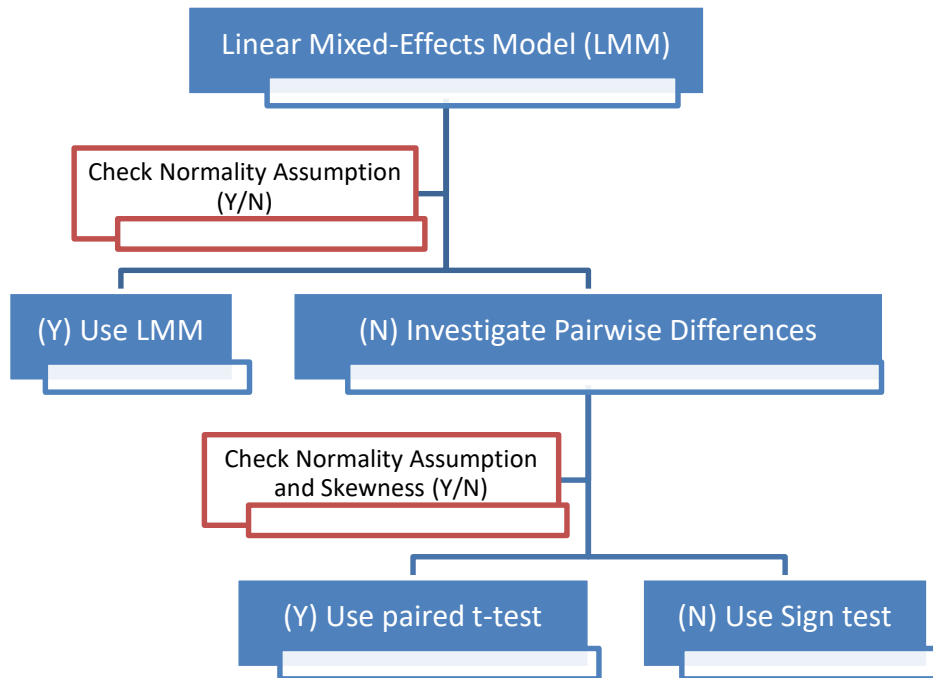 Linear Mixed-Effects Model (LMM)
Check Normality Assumption
(Y/N)
(Y) Use LMM
(N) Investigate Pairwise Differences
Check Normality Assumption
and Skewness (Y/N)
(Y) Use paired t-test
(N) Use Sign test